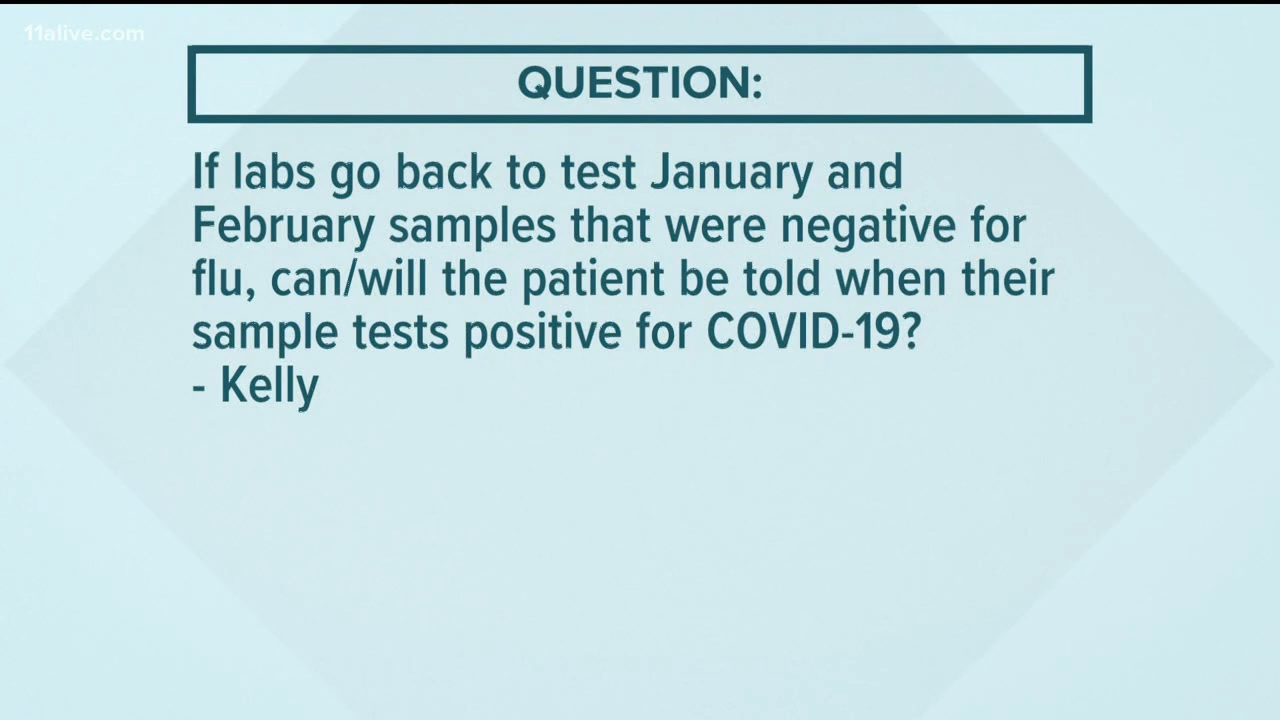 11alive.com
QUESTION:
If labs go back to test January and
February samples that were negative for
flu, can/will the patient be told when their
sample tests positive for COVID-19?
- Kelly